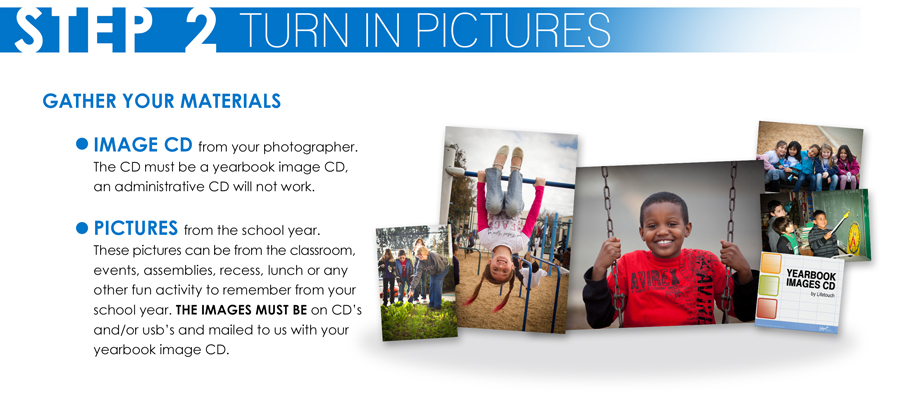 STEP 2 TURN IN PICTURES
GATHER YOUR MATERIALS
IMAGE CD from your photographer.
The CD must be a yearbook image CD,
an administrative CD will not work.
PICTURES from the school year.
These pictures can be from the classroom,
events, assemblies, recess, lunch or any
other fun activity to remember from your
school year. THE IMAGES MUST BE on CD's
and/or usb's and mailed to us with your
yearbook image CD.
YEARBOOK
IMAGES CD
by Lifetouch